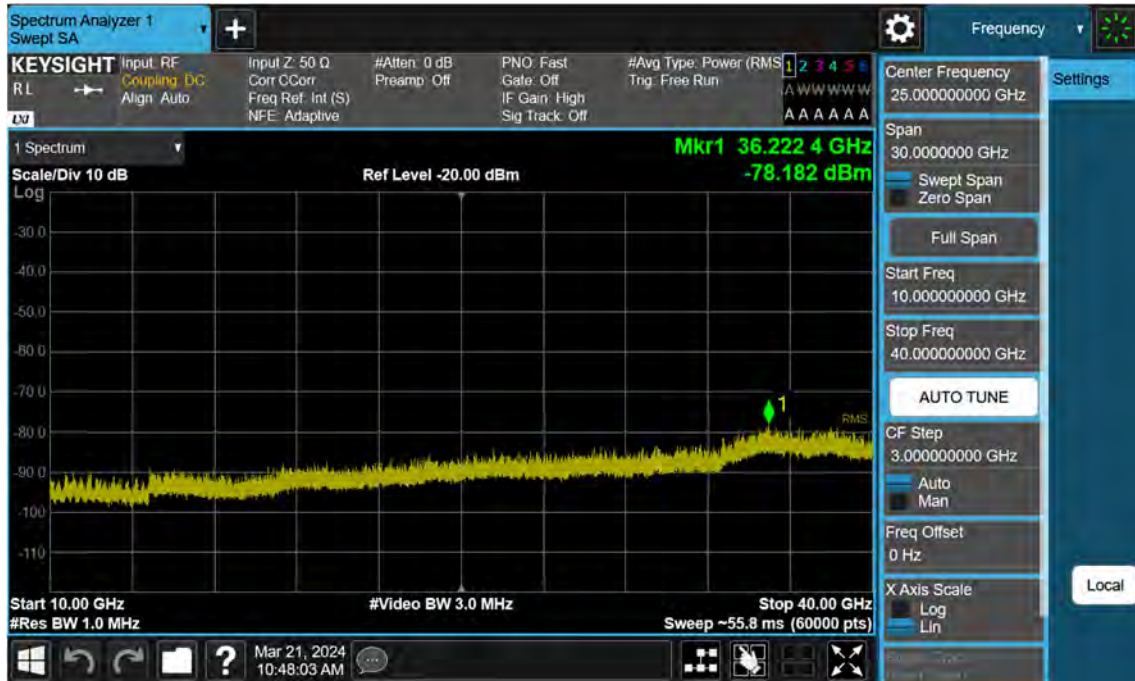 Spectrum Analyzer 1
Swept SA
+
Frequency
KEYSIGHT
RL
LXI
Input: RF
Coupling: DC
Align: Auto
Input Z: 50 Ω
Corr CCorr
Freq Ref: Int (S)
NFE: Adaptive
#Atten: 0 dB
Preamp: Off
PNO: Fast
Gate: Off
IF Gain: High
Sig Track: Off
#Avg Type: Power (RMS
Trig: Free Run
1 2 3 4 5 6
A W W W W W
A A A A A A
1 Spectrum
Scale/Div 10 dB
Ref Level -20.00 dBm
Mkr1 36.222 4 GHz
-78.182 dBm
Log
-30.0
-40.0
-50.0
-60.0
-70.0
-80.0
-90.0
-100
-110
1
RMS
Start 10.00 GHz
#Res BW 1.0 MHz
#Video BW 3.0 MHz
Stop 40.00 GHz
Sweep ~55.8 ms (60000 pts)
?
Mar 21, 2024
10:48:03 AM
Center Frequency
25.000000000 GHz
Span
30.0000000 GHz
Swept Span
Zero Span
Full Span
Start Freq
10.000000000 GHz
Stop Freq
40.000000000 GHz
AUTO TUNE
CF Step
3.000000000 GHz
Auto
Man
Freq Offset
0 Hz
X Axis Scale
Log
Lin
Settings
Local